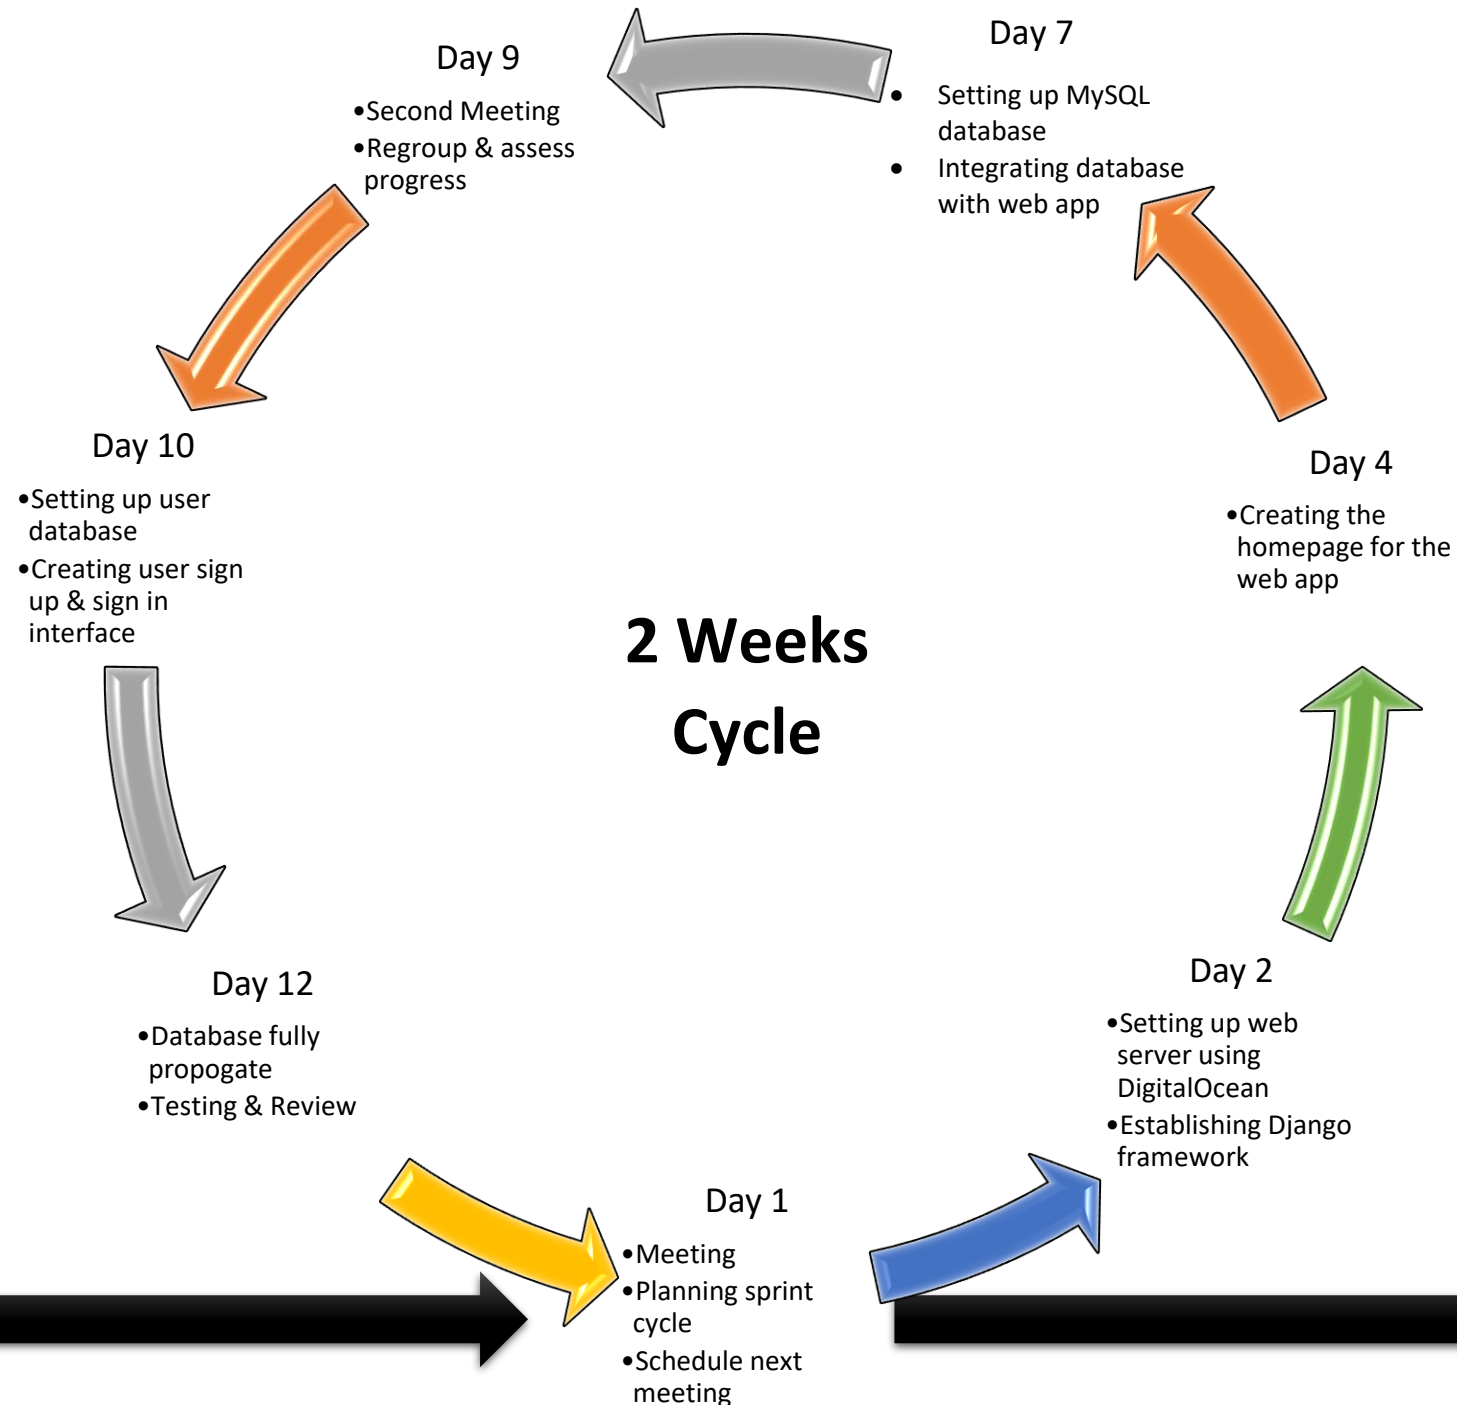 Day 7
• Setting up MySQL
database
• Integrating database
with web app
Day 9
•Second Meeting
•Regroup & assess
progress
Day 10
•Setting up user
database
•Creating user sign
up & sign in
interface
Day 4
•Creating the
homepage for the
web app
2 Weeks
Cycle
Day 12
•Database fully
propogate
•Testing & Review
Day 2
•Setting up web
server using
DigitalOcean
•Establishing Django
framework
Day 1
•Meeting
•Planning sprint
cycle
•Schedule next
meeting